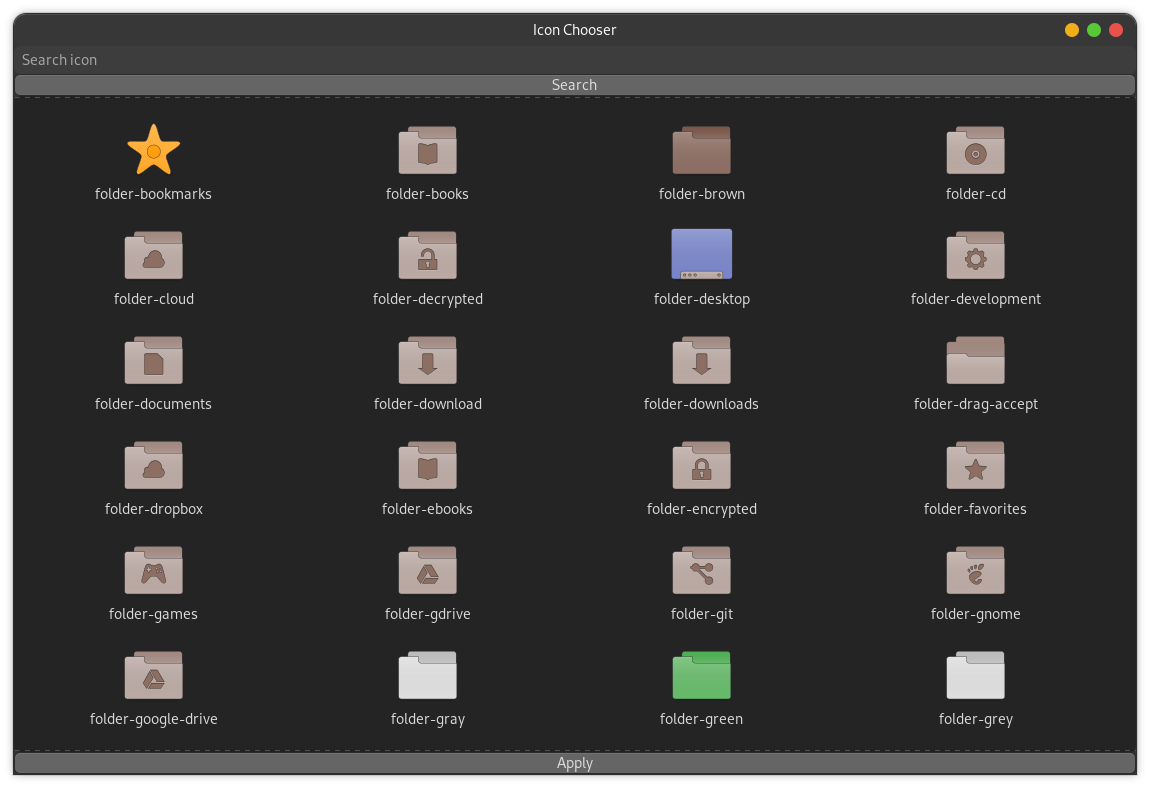 Icon Chooser
Search icon
Search
folder-bookmarks
folder-books
folder-brown
folder-cd
folder-cloud
folder-decrypted
folder-desktop
folder-development
folder-documents
folder-download
folder-downloads
folder-drag-accept
folder-dropbox
folder-ebooks
folder-encrypted
folder-favorites
folder-games
folder-gdrive
folder-git
folder-gnome
folder-google-drive
folder-gray
folder-green
folder-grey
Apply